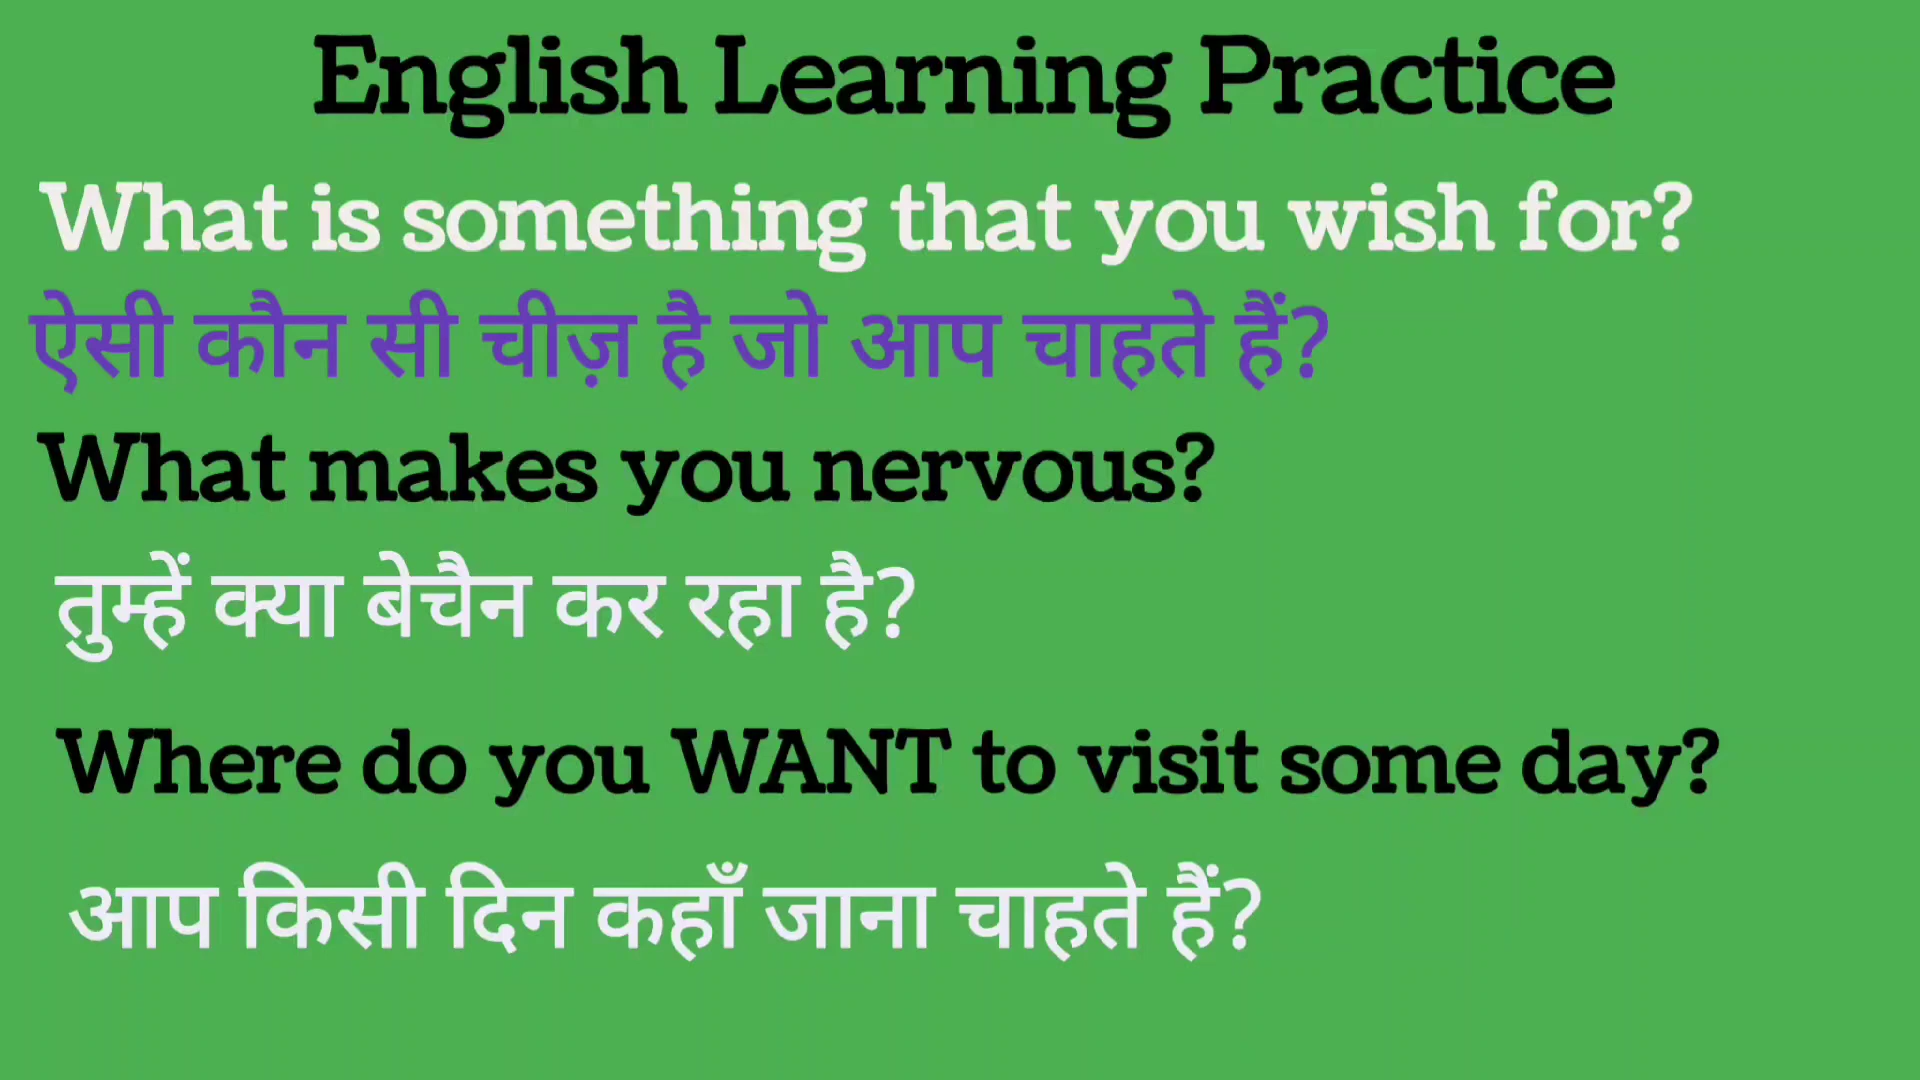 English Learning Practice
What is something that you wish for?
ऐसी कौन सी चीज़ है जो आप चाहते हैं?
What makes you nervous?
तुम्हें क्या बेचैन कर रहा है?
Where do you WANT to visit some day?
आप किसी दिन कहाँ जाना चाहते हैं?